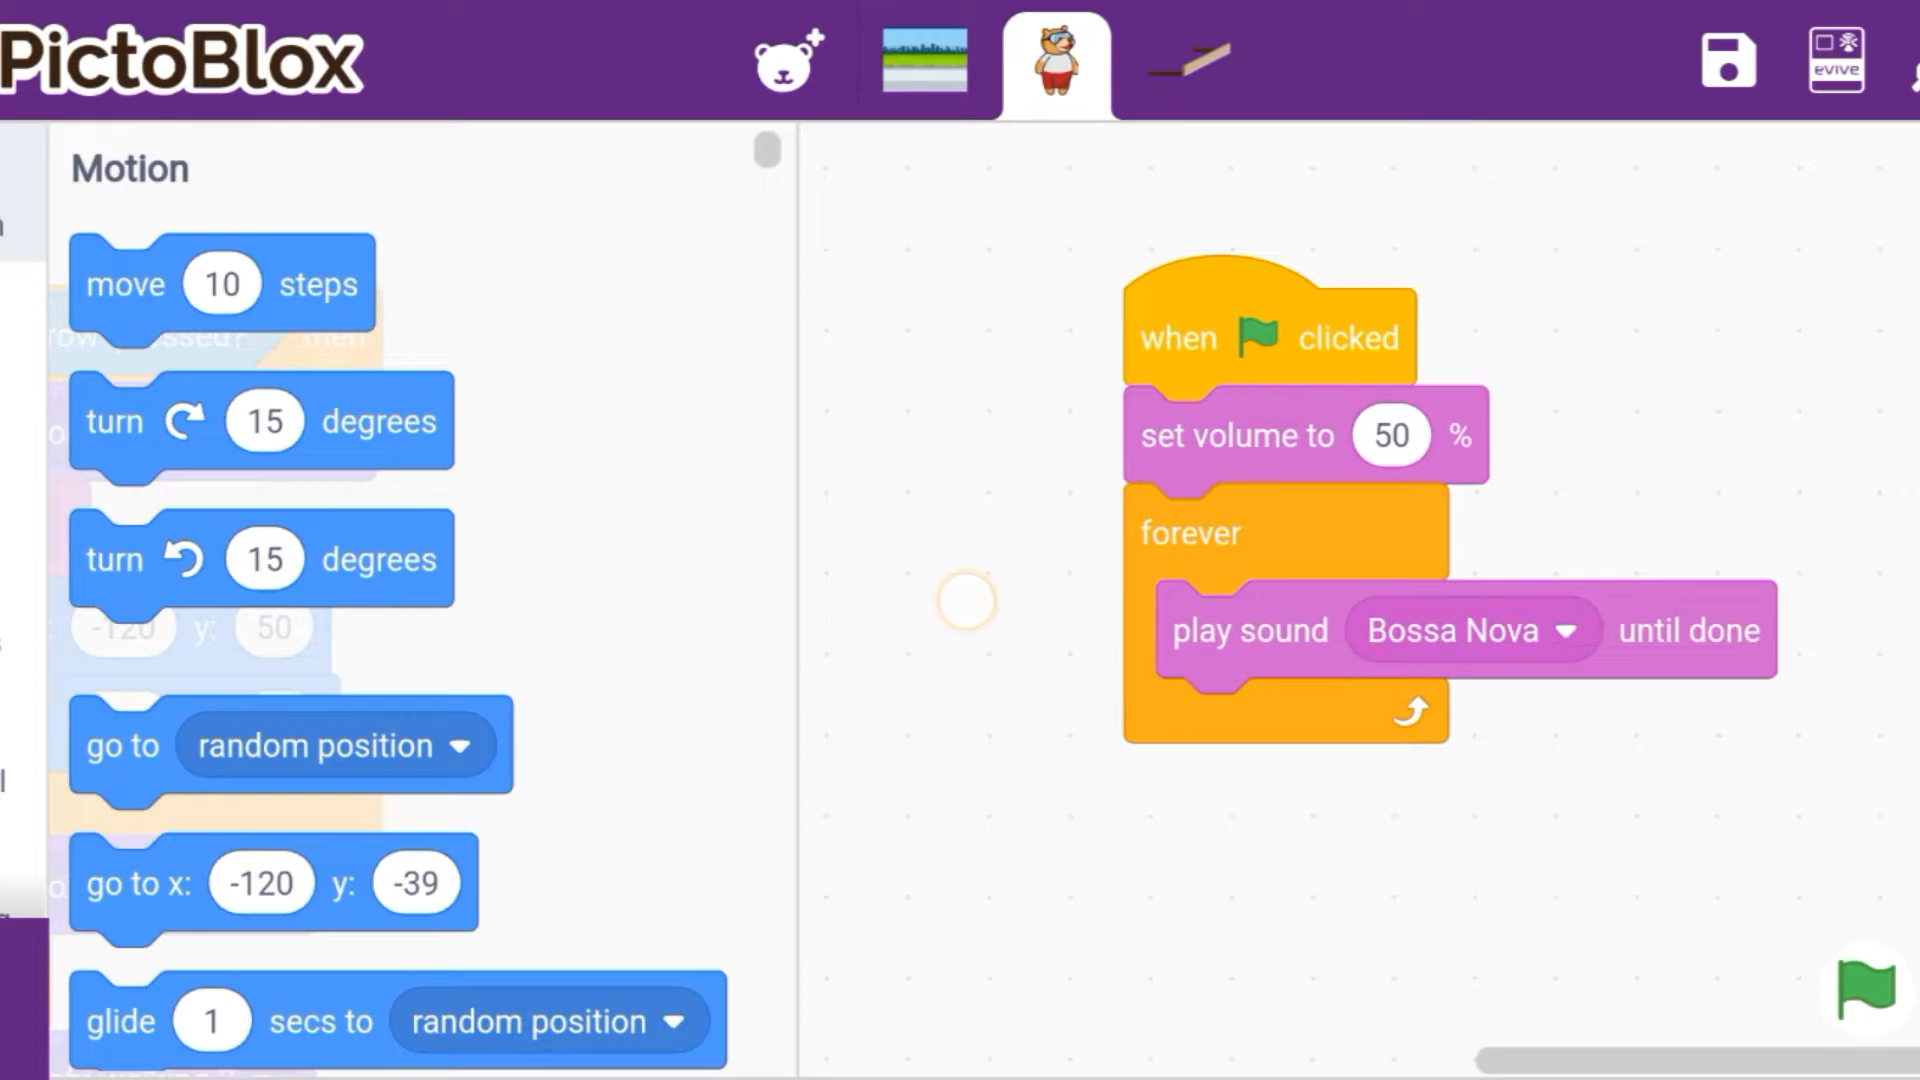 PictoBlox
evive
Motion
move 10 steps
turn 15 degrees
turn 15 degrees
-120 y: 50
go to random position
go to x: -120 y: -39
glide 1 secs to random position
when clicked
set volume to 50 %
forever
play sound Bossa Nova until done